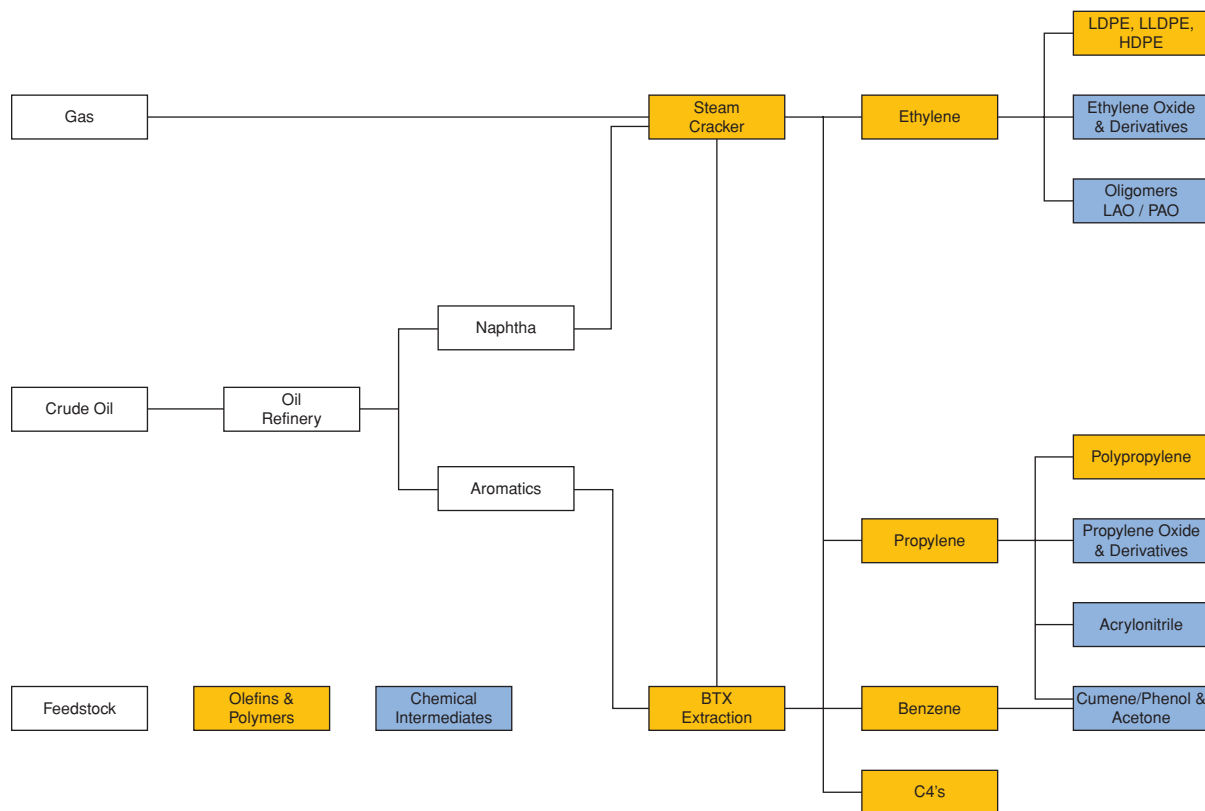 LDPE, LLDPE,
HDPE
Gas
Steam
Cracker
Ethylene
Ethylene Oxide
& Derivatives
Oligomers
LAO / PAO
Naphtha
Crude Oil
Oil
Refinery
Polypropylene
Aromatics
Propylene
Propylene Oxide
& Derivatives
Acrylonitrile
Feedstock
Olefins &
Polymers
Chemical
Intermediates
BTX
Extraction
Benzene
Cumene/Phenol &
Acetone
C4's